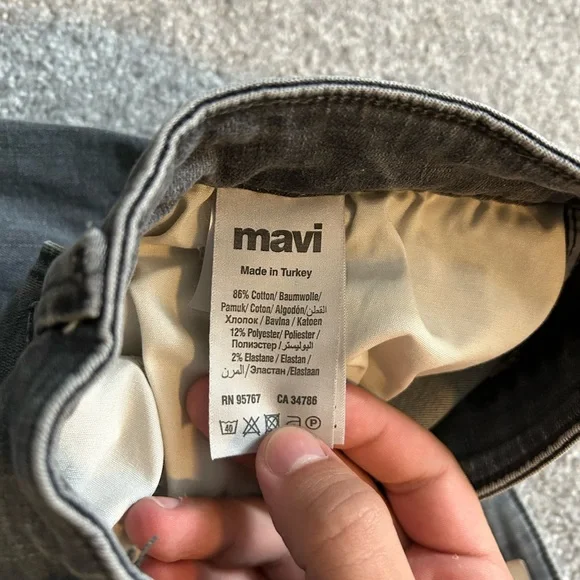 mavi
Made in Turkey
86% Cotton/ Baumwolle/
Pamuk/ Coton/ Algodón/القطن/
Хлопок / Bavlna / Katoen
12% Polyester/ Poliester /
Полиэстер /البوليستر/
2% Elastane / Elastan /
المرن/ Эластан /Elastaan/
RN 95767 CA 34786
40 P